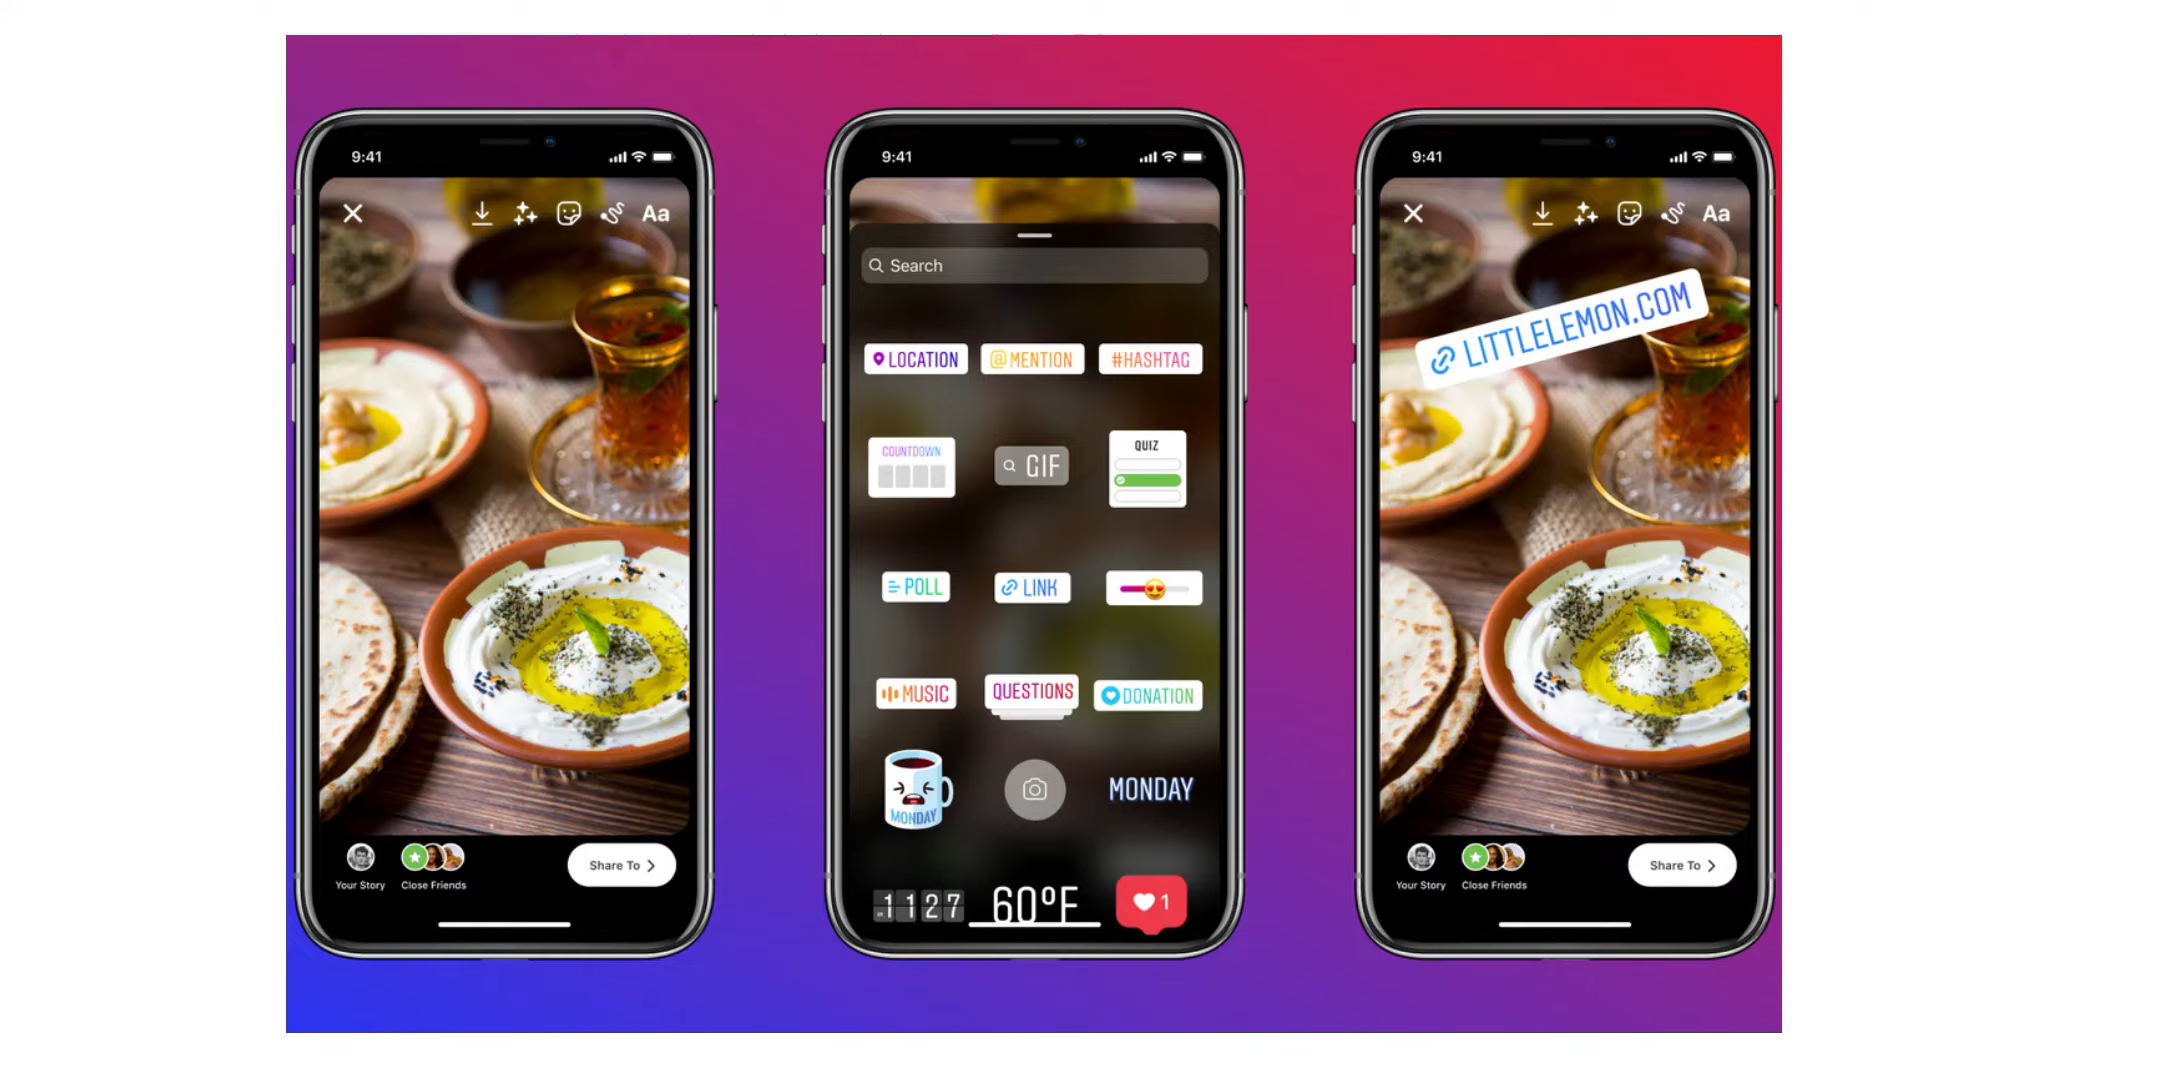 9:41
Aa
Your Story
Close Friends
Share To
9:41
Search
LOCATION
@MENTION
#HASHTAG
COUNTDOWN
GIF
QUIZ
POLL
LINK
MUSIC
QUESTIONS
DONATION
MONDAY
MONDAY
1127
60°F
1
9:41
Aa
LITTLELEMON.COM
Your Story
Close Friends
Share To